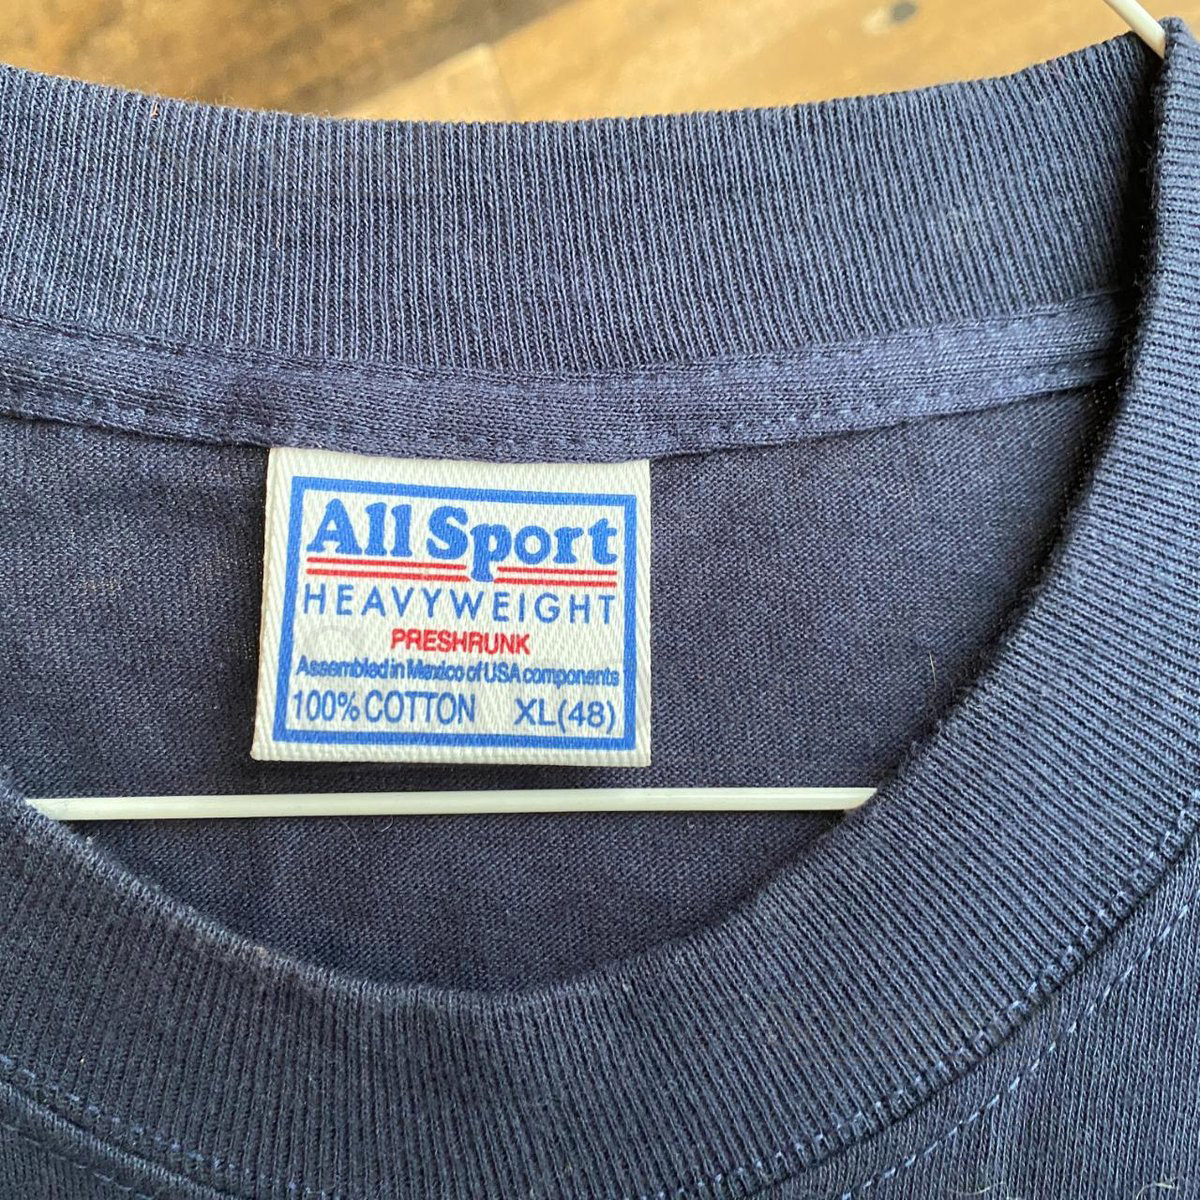 All Sport
HEAVYWEIGHT
PRESHRUNK
Assembled in Mexico of USA components
100% COTTON XL(48)